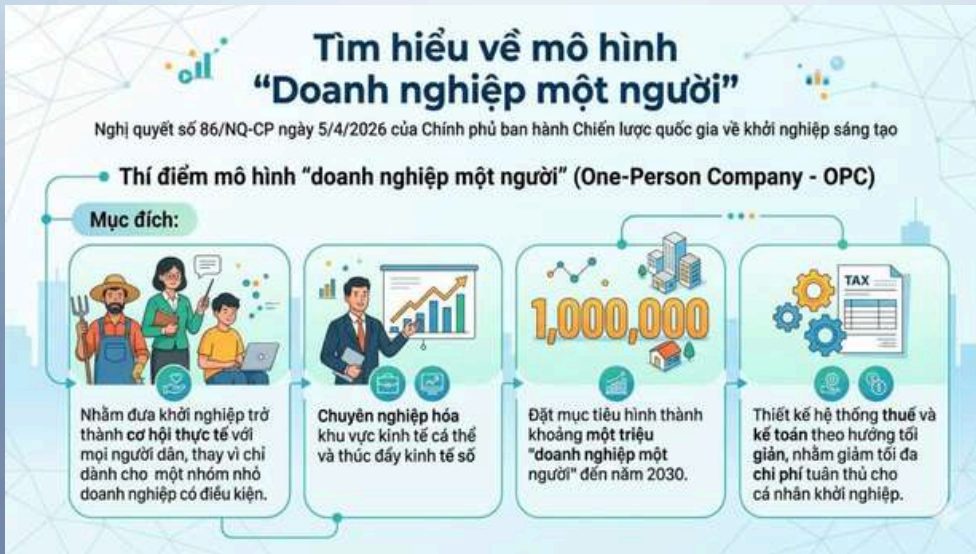 Tìm hiểu về mô hình
“Doanh nghiệp một người”
Nghị quyết số 86/NQ-CP ngày 5/4/2026 của Chính phủ ban hành Chiến lược quốc gia về khởi nghiệp sáng tạo
Thí điểm mô hình “doanh nghiệp một người” (One-Person Company - OPC)
Mục đích:
Nhằm đưa khởi nghiệp trở
thành cơ hội thực tế với
mọi người dân, thay vì chỉ
dành cho một nhóm nhỏ
doanh nghiệp có điều kiện.
Chuyên nghiệp hóa
khu vực kinh tế cá thể
và thúc đẩy kinh tế số
1,000,000
Đặt mục tiêu hình thành
khoảng một triệu
"doanh nghiệp một
người" đến năm 2030.
TAX
Thiết kế hệ thống thuế và
kế toán theo hướng tối
giản, nhằm giảm tối đa
chi phí tuân thủ cho
cá nhân khởi nghiệp.